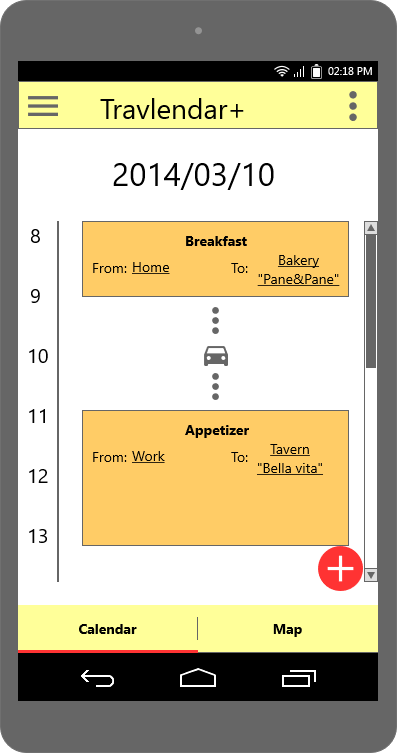 02:18 PM
Travlendar+
2014/03/10
8
Breakfast
From: Home To: Bakery
"Pane&Pane"
9
10
11
Appetizer
From: Work To: Tavern
"Bella vita"
12
13
Calendar Map